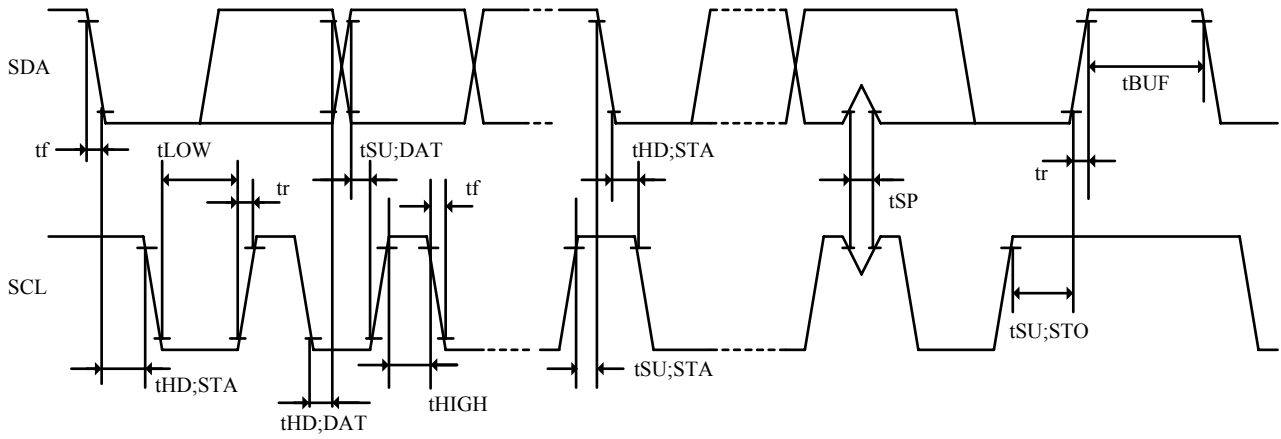 SDA
tBUF
tf
tLOW
tSU;DAT
tHD;STA
tr
tr
tf
tSP
SCL
tSU;STO
tHD;STA
tSU;STA
tHIGH
tHD;DAT